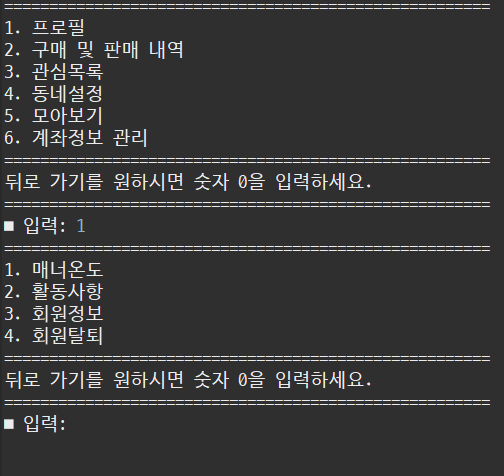 ======================================================
1. 프로필
2. 구매 및 판매 내역
3. 관심목록
4. 동네설정
5. 모아보기
6. 계좌정보 관리
======================================================
뒤로 가기를 원하시면 숫자 0을 입력하세요.
======================================================
■ 입력: 1
======================================================
1. 매너온도
2. 활동사항
3. 회원정보
4. 회원탈퇴
======================================================
뒤로 가기를 원하시면 숫자 0을 입력하세요.
======================================================
■ 입력: